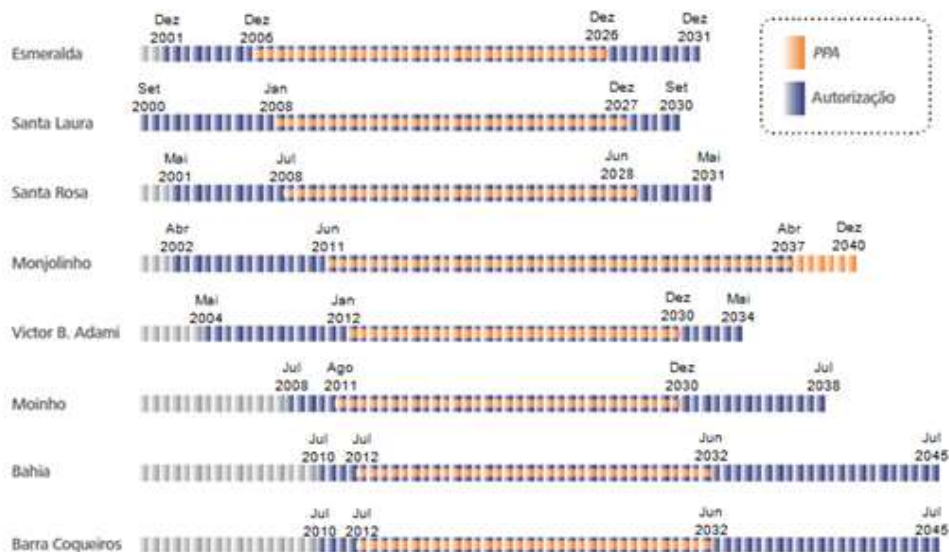 Dez Dez Dez Dez
2001 2006 2026 2031
Esmeralda
Set Jan Dez Set
2000 2008 2027 2030
Santa Laura
Mai Jul Jun Mai
2001 2008 2028 2031
Santa Rosa
Abr Jun Abr Dez
2002 2011 2037 2040
Monjolinho
Mai Jan Dez Mai
2004 2012 2030 2034
Victor B. Adami
Jul Ago Dez Jul
2008 2011 2030 2038
Moinho
Jul Jul Jun Jul
2010 2012 2032 2045
Bahia
Jul Jul Jun Jul
2010 2012 2032 2045
Barra Coqueiros
PPA
Autorização